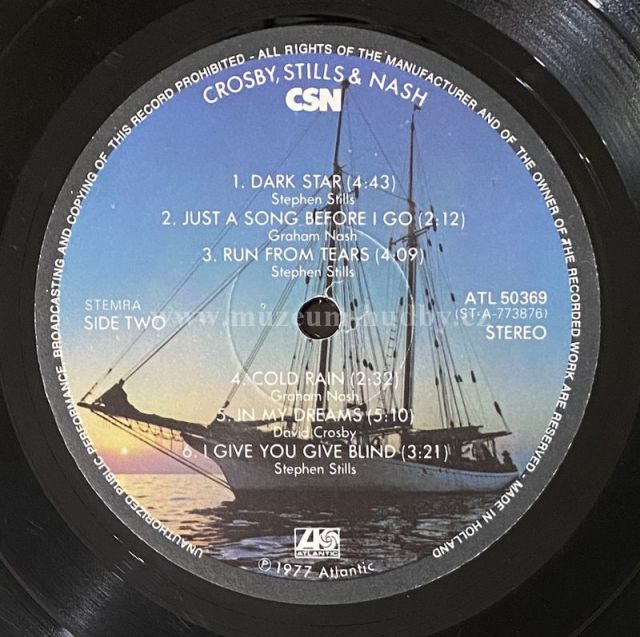 UNAUTHORIZED PUBLIC PERFORMANCE, BROADCASTING AND COPYING OF THIS RECORD PROHIBITED - ALL RIGHTS OF THE MANUFACTURER AND OF THE OWNER OF THE RECORDED WORK ARE RESERVED - MADE IN HOLLAND
CROSBY, STILLS & NASH
CSN
1. DARK STAR (4:43)
Stephen Stills
2. JUST A SONG BEFORE I GO (2:12)
Graham Nash
3. RUN FROM TEARS (4:09)
Stephen Stills
STEMRA
SIDE TWO
ATL 50369
(ST-A-773876)
STEREO
www.muzeumhudby.cz
4. COLD RAIN (2:32)
Graham Nash
5. IN MY DREAMS (5:10)
David Crosby
6. I GIVE YOU GIVE BLIND (3:21)
Stephen Stills
ATLANTIC
℗ 1977 Atlantic